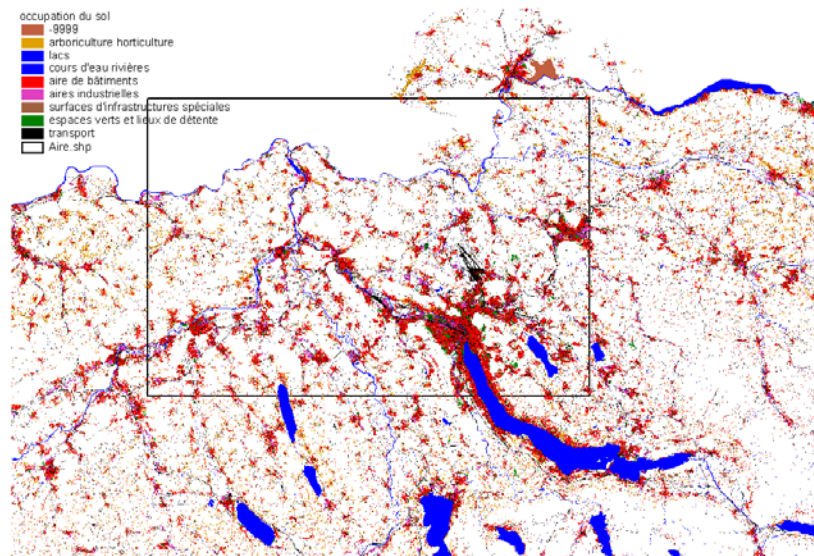 occupation du sol
-9999
arboriculture horticulture
lacs
cours d'eau rivières
aire de bâtiments
aires industrielles
surfaces d'infrastructures spéciales
espaces verts et lieux de détente
transport
Aire.shp